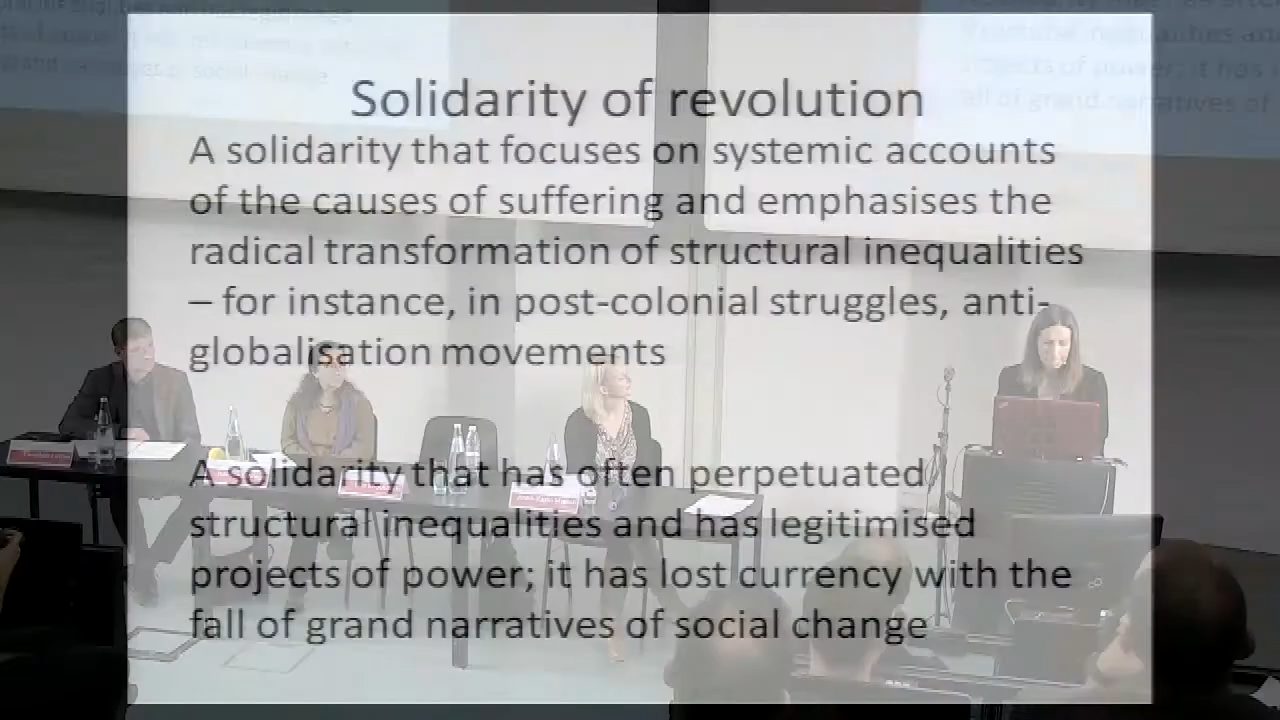 Solidarity of revolution
A solidarity that focuses on systemic accounts
of the causes of suffering and emphasises the
radical transformation of structural inequalities
– for instance, in post-colonial struggles, anti-
globalisation movements
A solidarity that has often perpetuated
structural inequalities and has legitimised
projects of power; it has lost currency with the
fall of grand narratives of social change